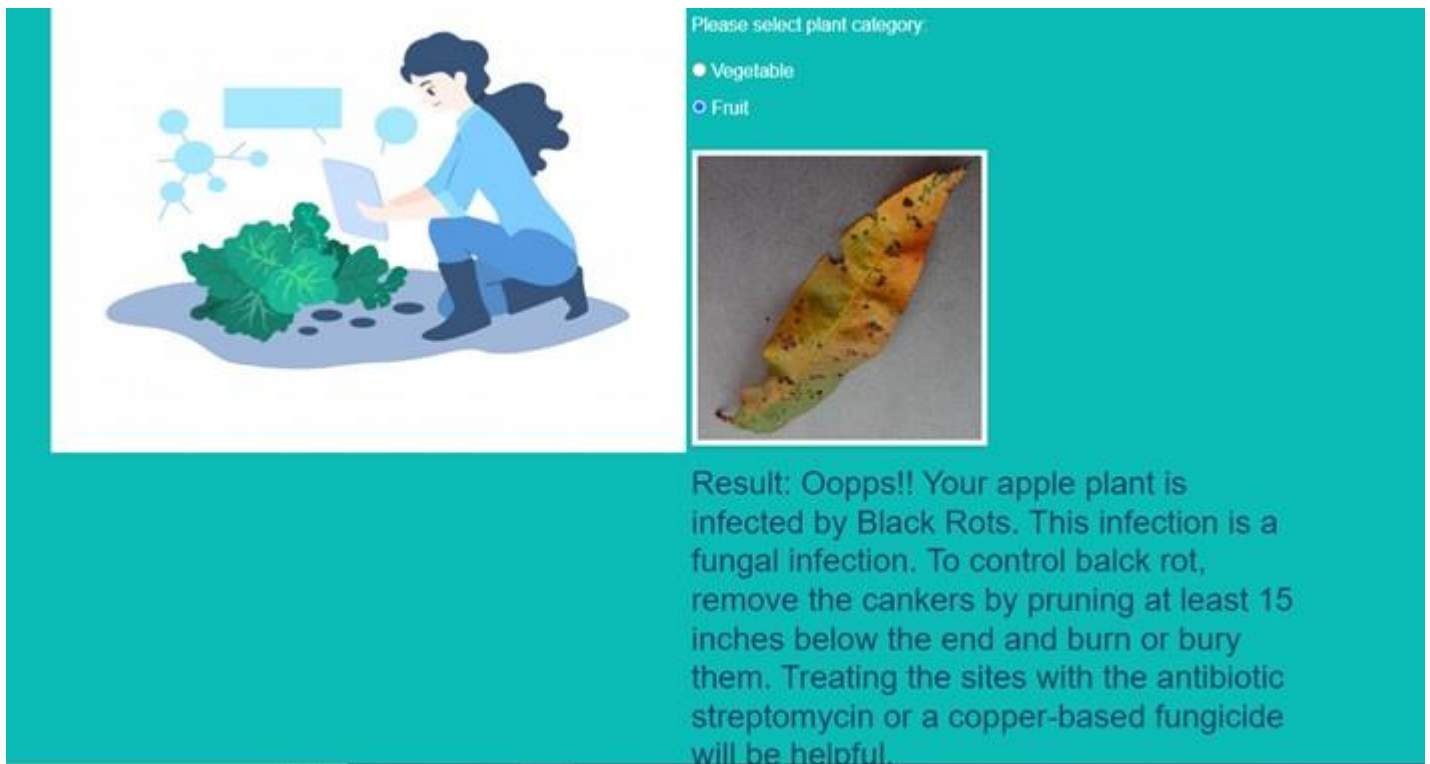 Please select plant category:
Vegetable
Fruit
Result: Oopps!! Your apple plant is
infected by Black Rots. This infection is a
fungal infection. To control balck rot,
remove the cankers by pruning at least 15
inches below the end and burn or bury
them. Treating the sites with the antibiotic
streptomycin or a copper-based fungicide
will be helpful.